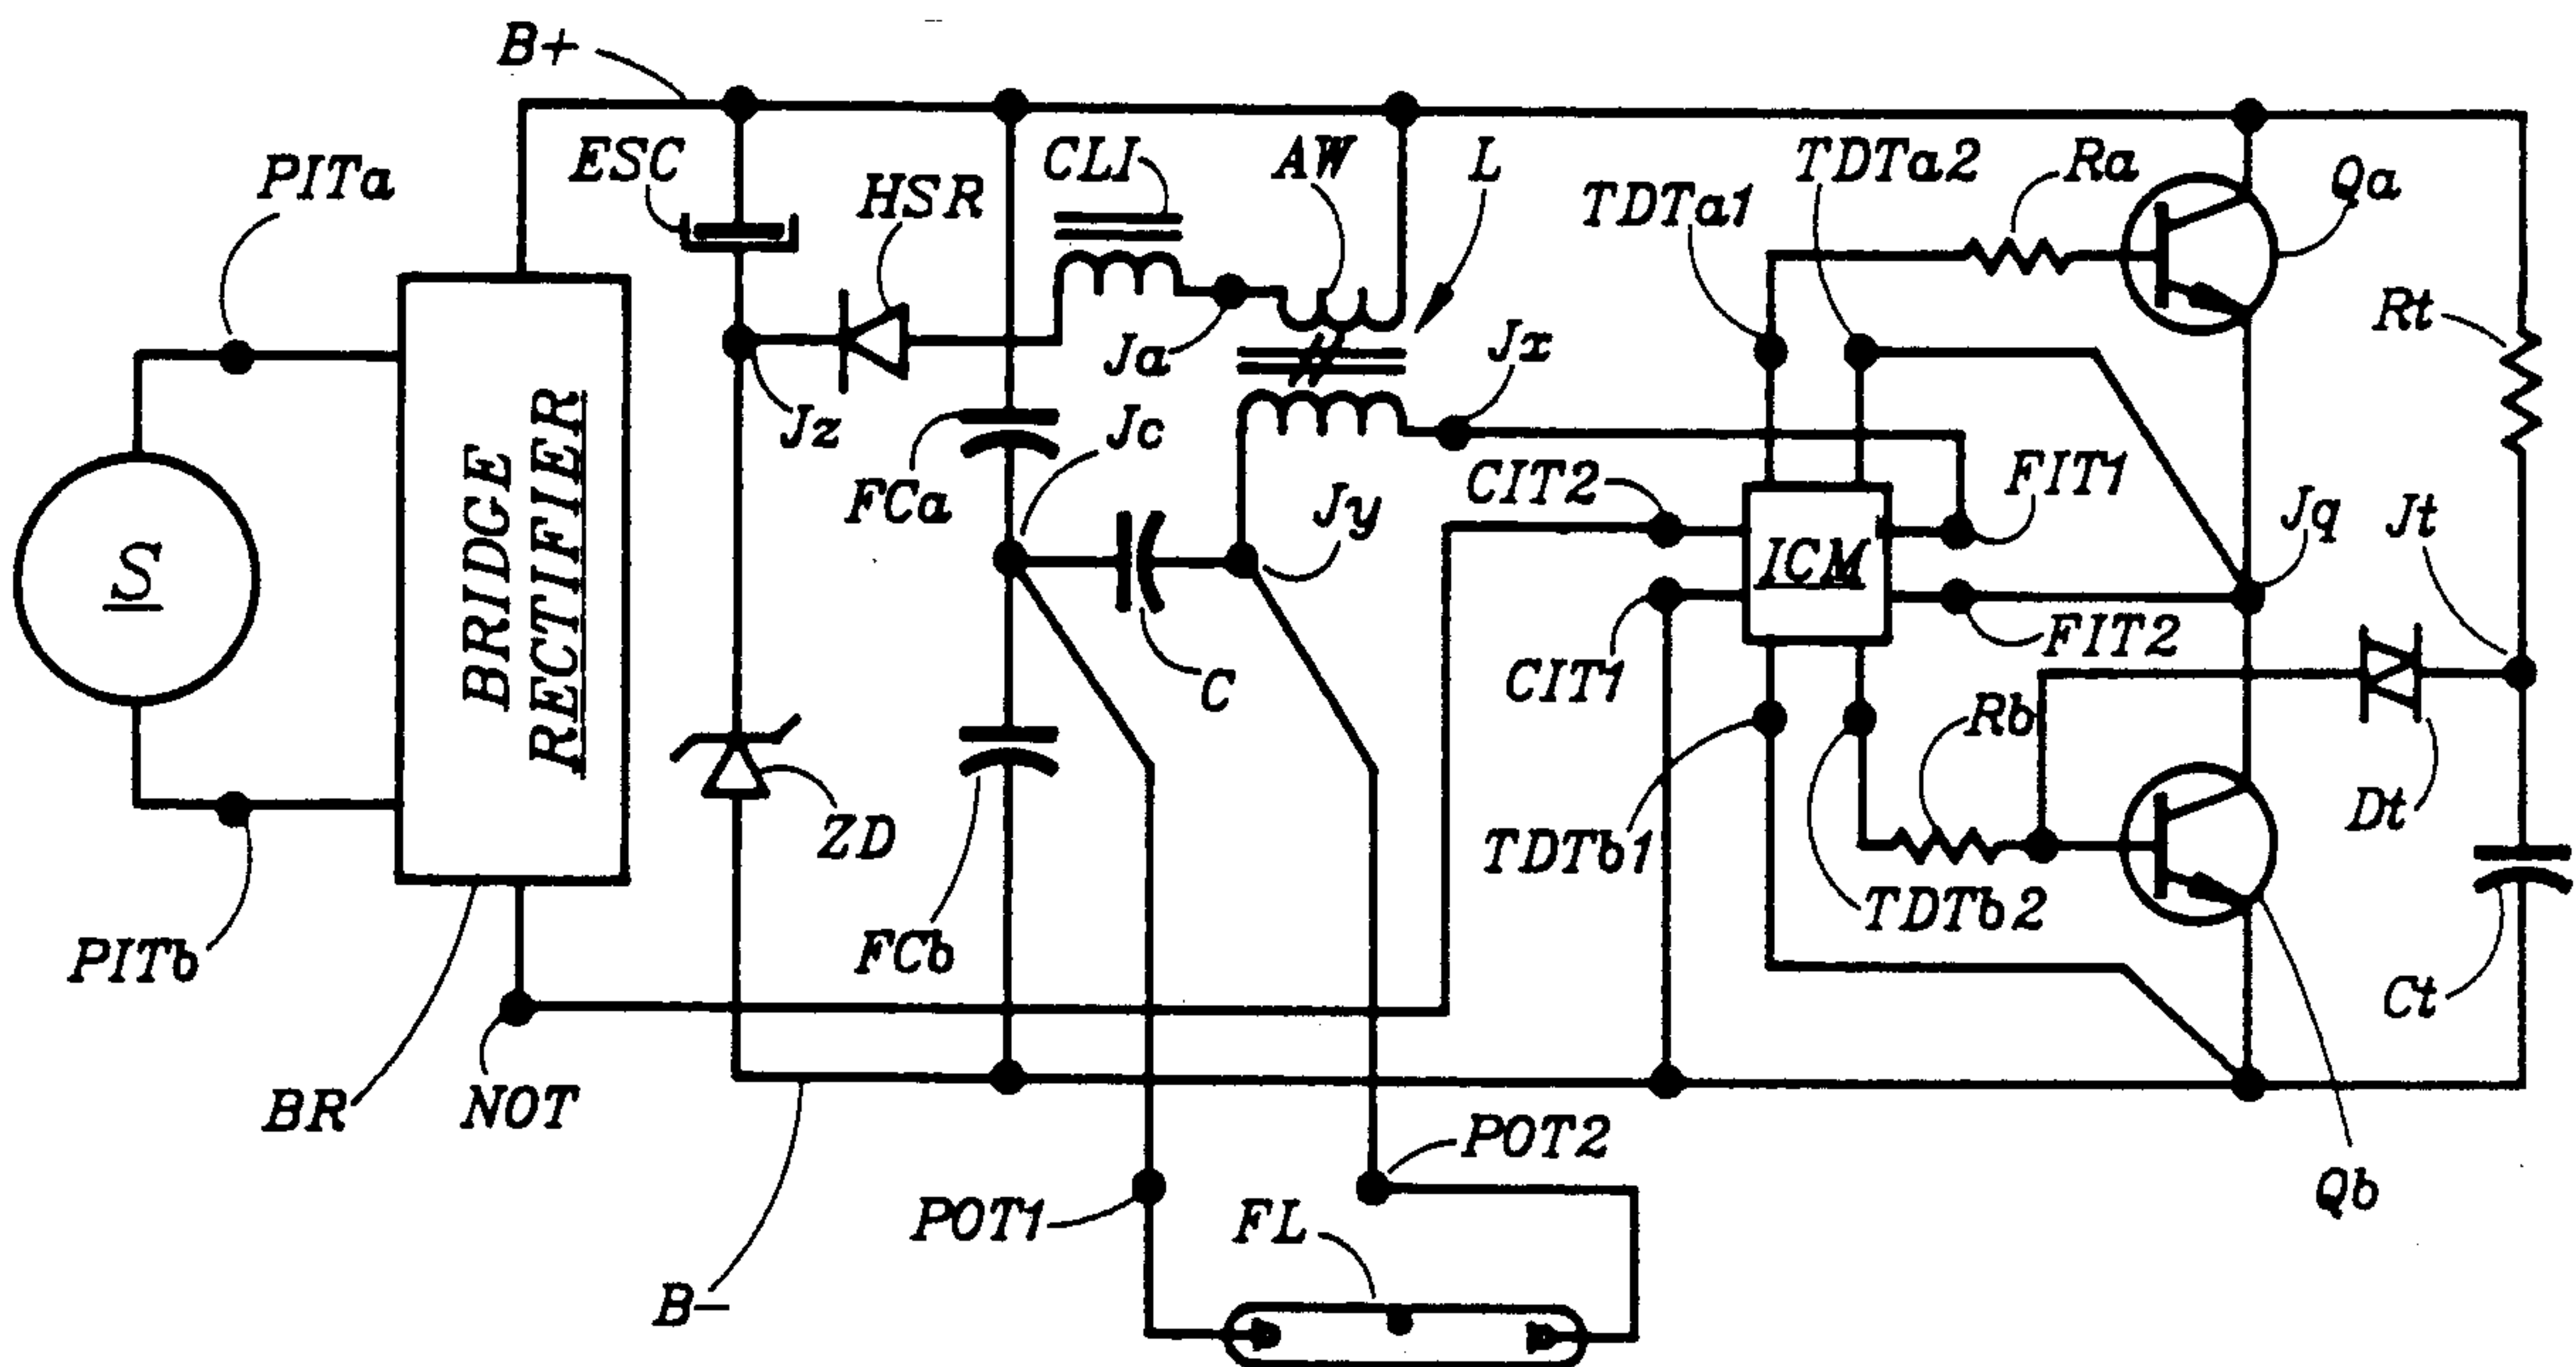 B+
PITa
ESC
HSR
CLI
AW
L
TDTa1
TDTa2
Ra
Qa
Rt
Ja
Jx
Jz
Jc
FCa
Jy
CIT2
FIT1
Jq
Jt
S
BRIDGE
RECTIFIER
ICM
C
CIT1
FIT2
Rb
Dt
ZD
TDTb1
TDTb2
PITb
FCb
Ct
BR
NOT
POT2
Qb
POT1
FL
B-